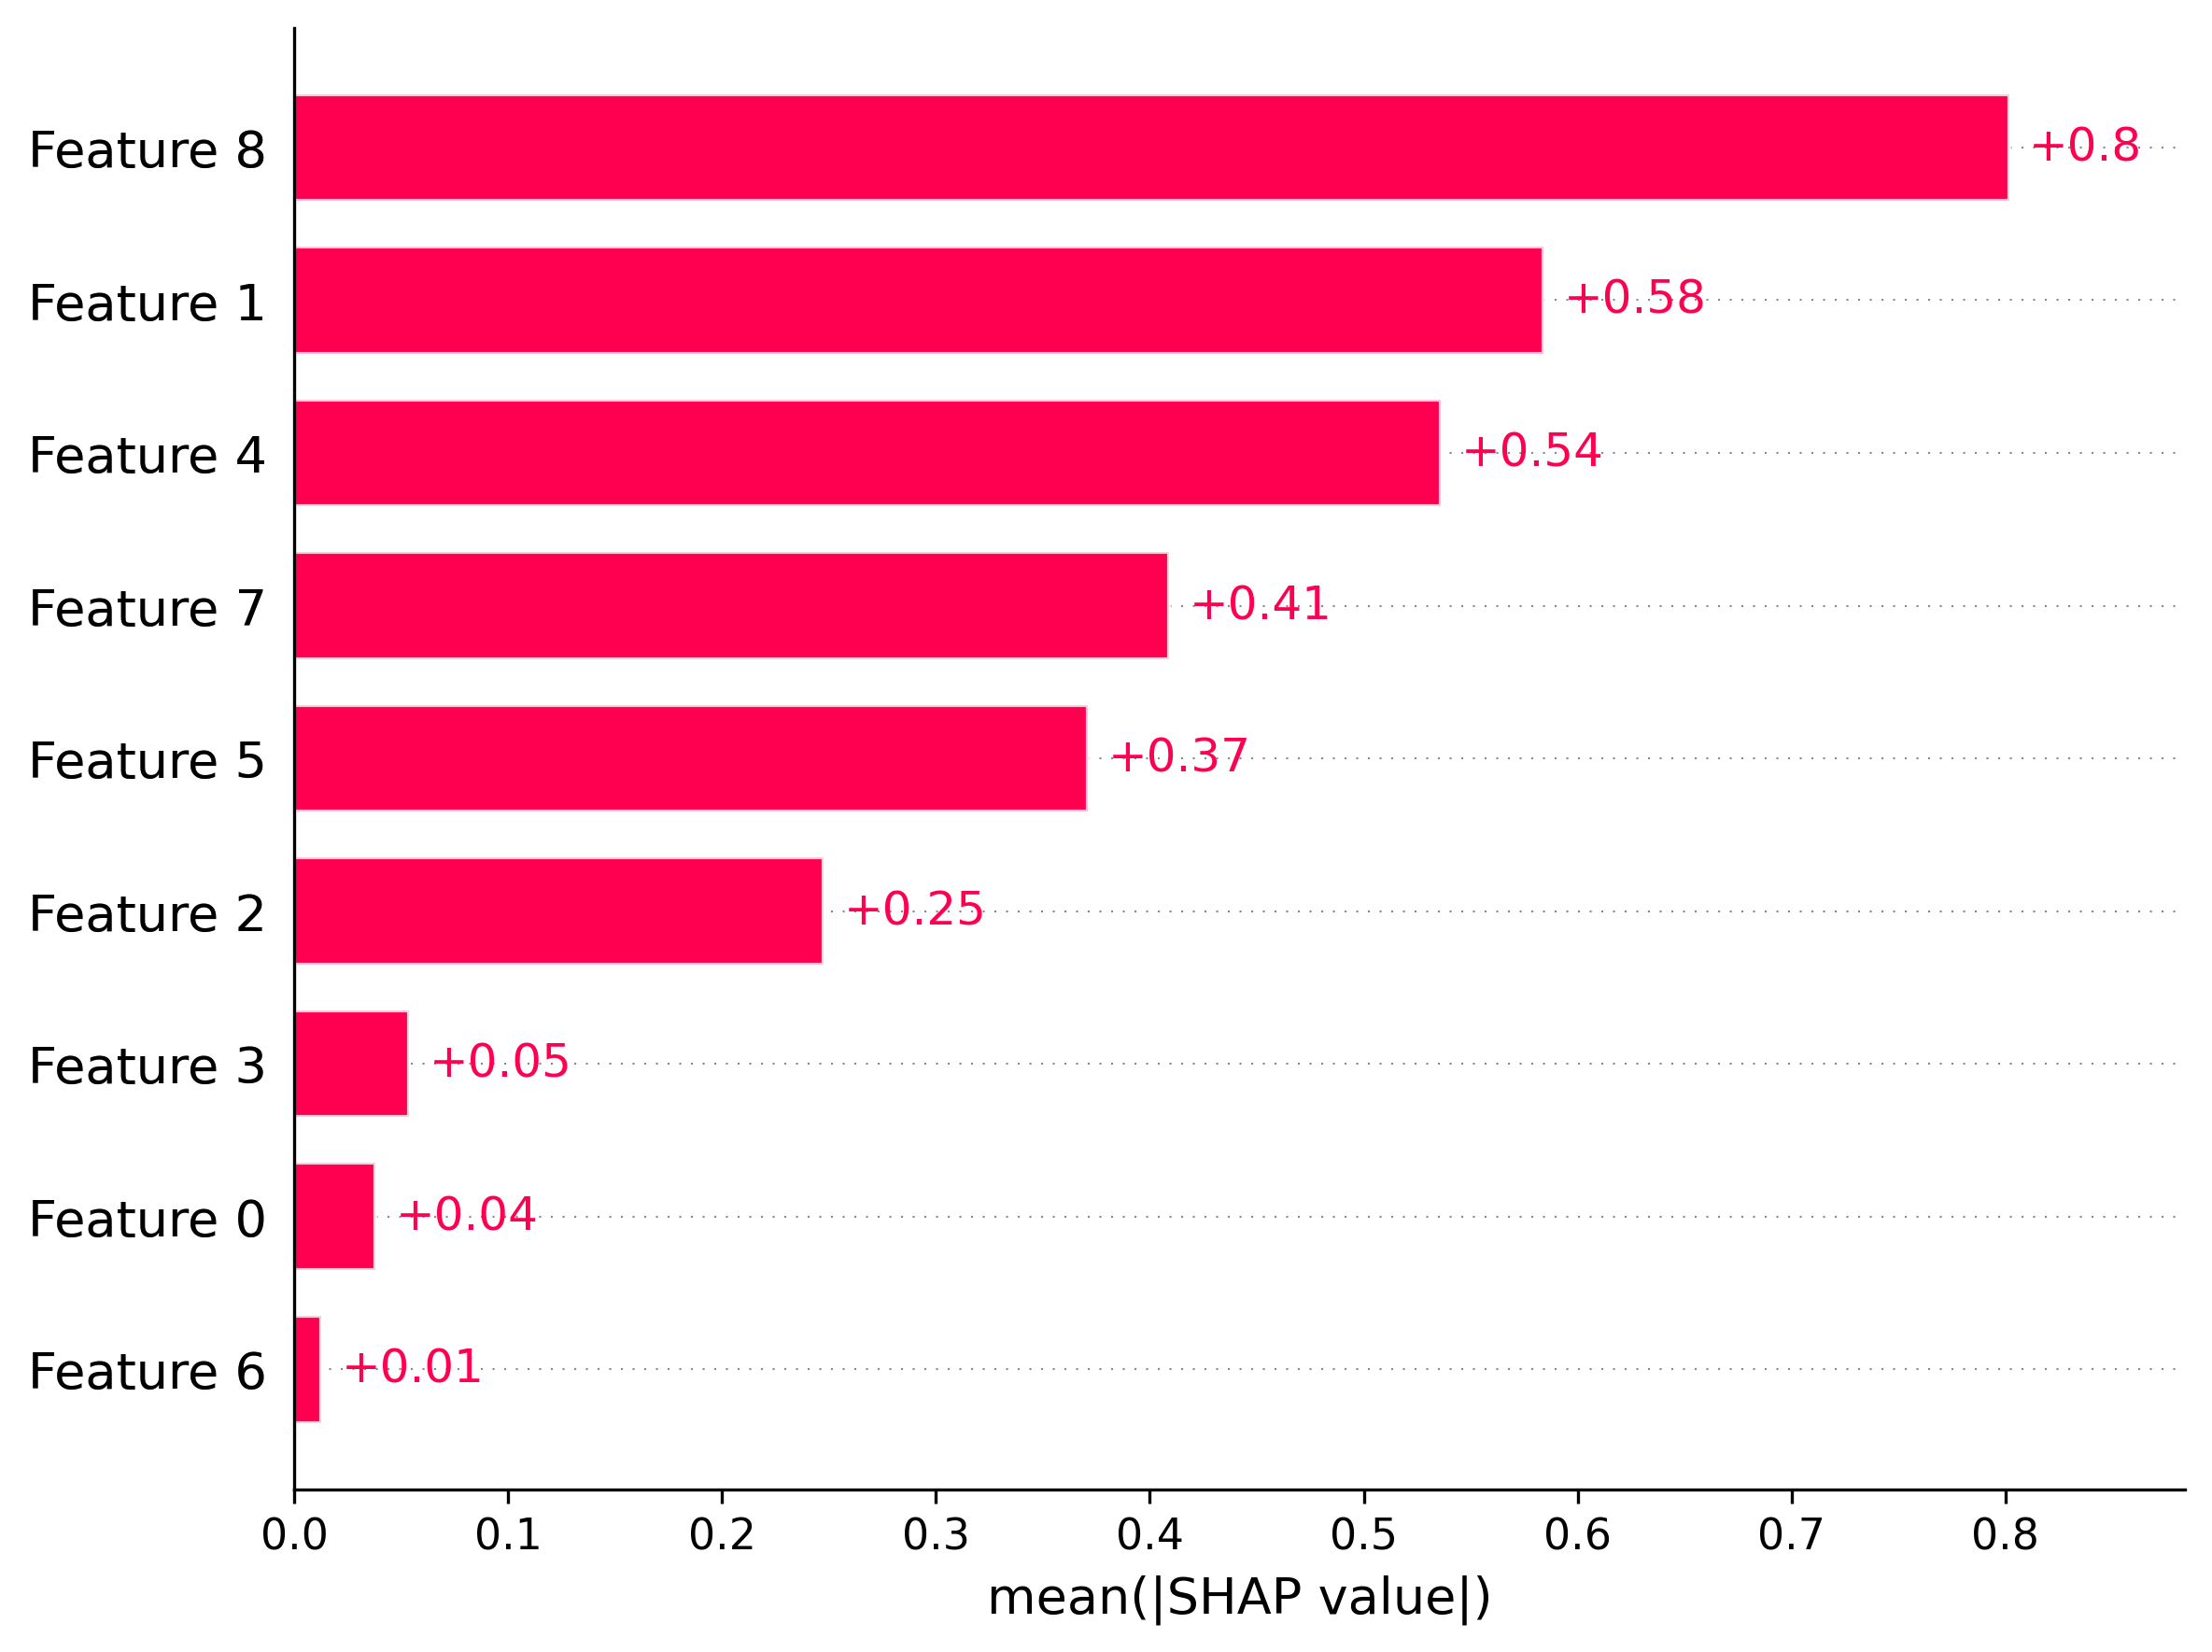 Feature 8 +0.8
Feature 1 +0.58
Feature 4 +0.54
Feature 7 +0.41
Feature 5 +0.37
Feature 2 +0.25
Feature 3 +0.05
Feature 0 +0.04
Feature 6 +0.01
0.0 0.1 0.2 0.3 0.4 0.5 0.6 0.7 0.8
mean(|SHAP value|)